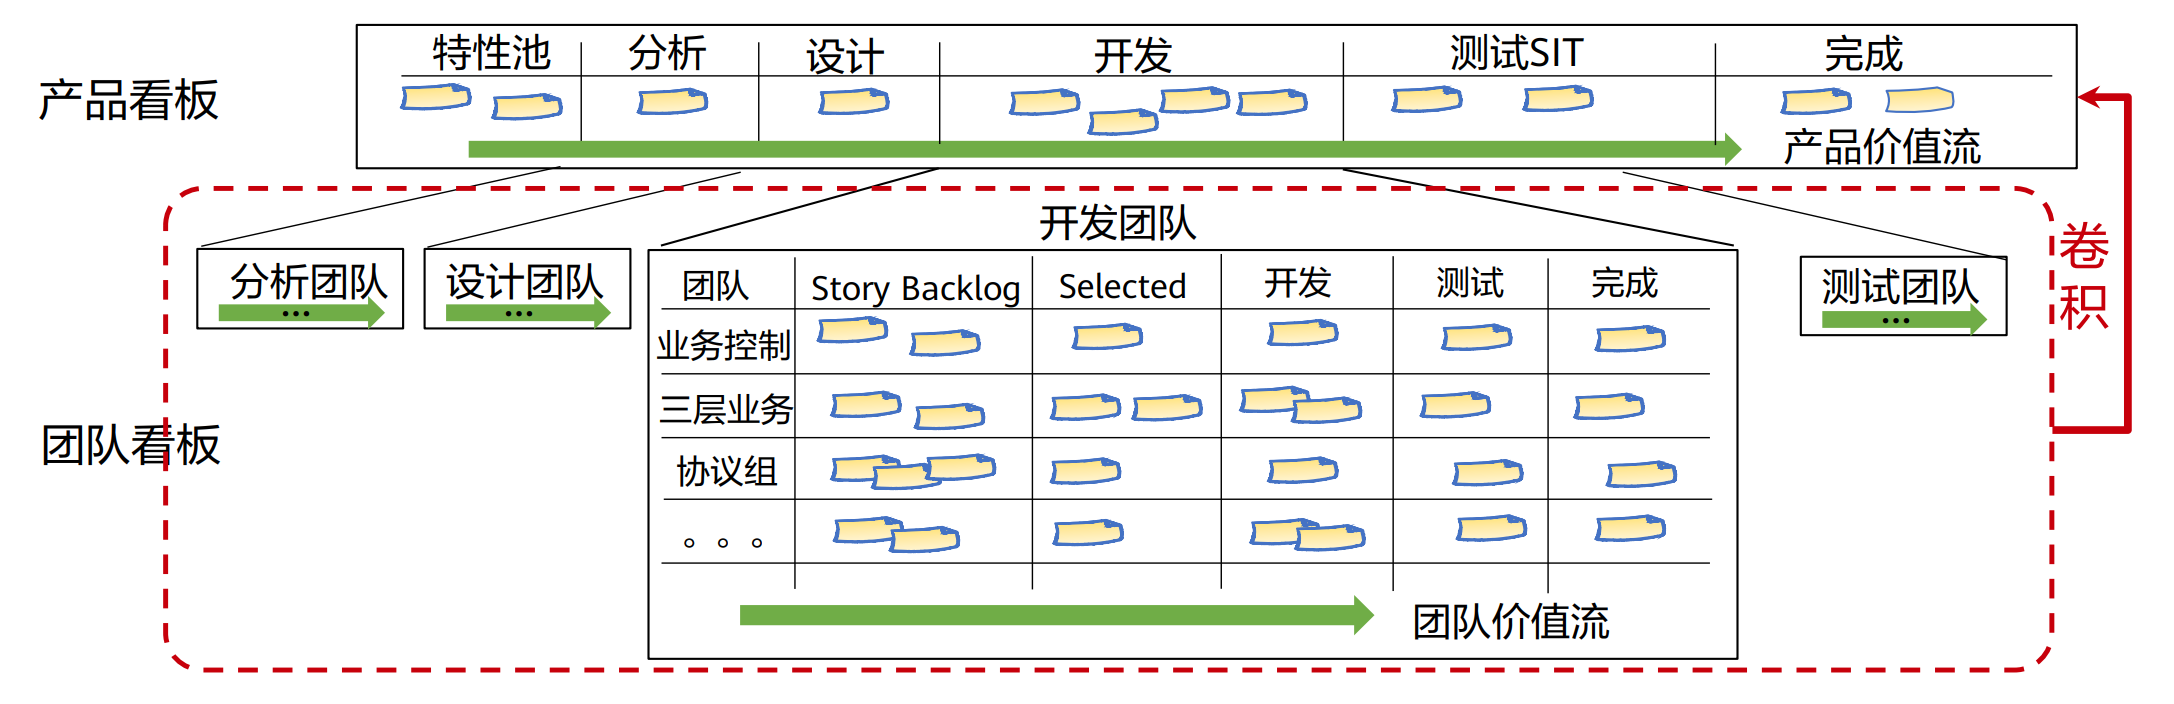 产品看板
特性池 分析 设计 开发 测试SIT 完成
产品价值流
团队看板
分析团队
...
设计团队
...
开发团队
团队 Story Backlog Selected 开发 测试 完成
业务控制
三层业务
协议组
。。。
团队价值流
测试团队
...
卷积